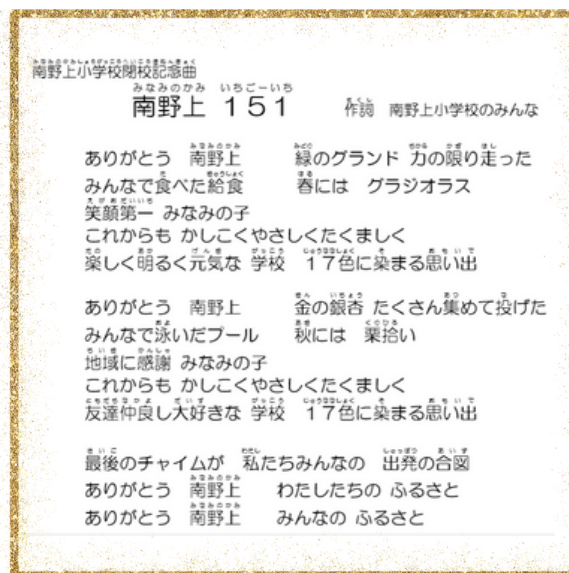 南野上小学校閉校記念曲
南野上 151
作詞 南野上小学校のみんな
ありがとう 南野上 緑のグランド 力の限り走った
みんなで食べた給食 春には グラジオラス
笑顔第一 みなみの子
これからも かしこくやさしくたくましく
楽しく明るく元気な 学校 17色に染まる思い出
ありがとう 南野上 金の銀杏 たくさん集めて投げた
みんなで泳いだプール 秋には 栗拾い
地域に感謝 みなみの子
これからも かしこくやさしくたくましく
友達仲良し大好きな 学校 17色に染まる思い出
最後のチャイムが 私たちみんなの 出発の合図
ありがとう 南野上 わたしたちの ふるさと
ありがとう 南野上 みんなの ふるさと